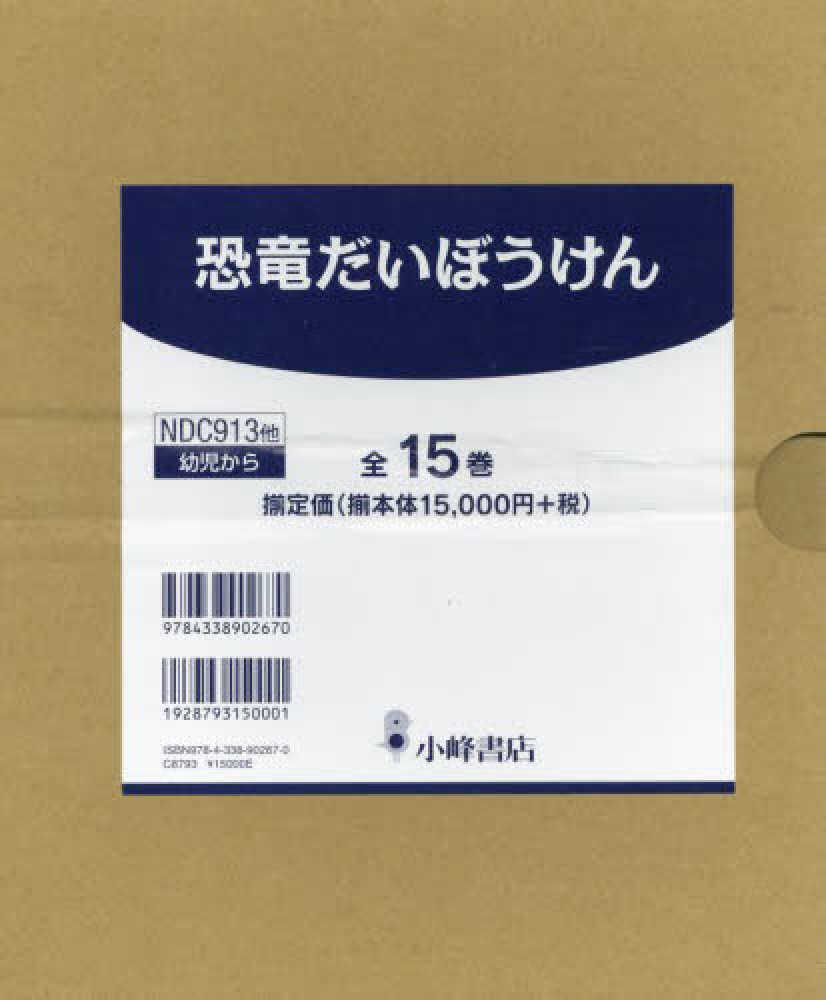 恐竜だいぼうけん
NDC913他
幼児から
全15巻
揃定価(揃本体15,000円+税)
9784338902670
1928793150001
ISBN978-4-338-90267-0
C8793 ¥15000E
小峰書店